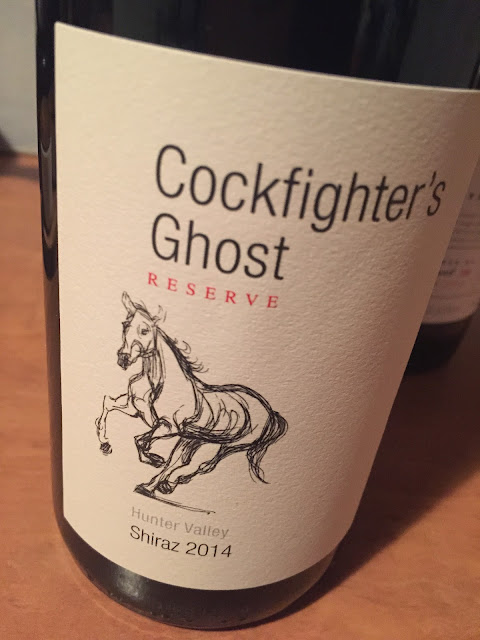 Cockfighter's
Ghost
RESERVE
Hunter Valley
Shiraz 2014